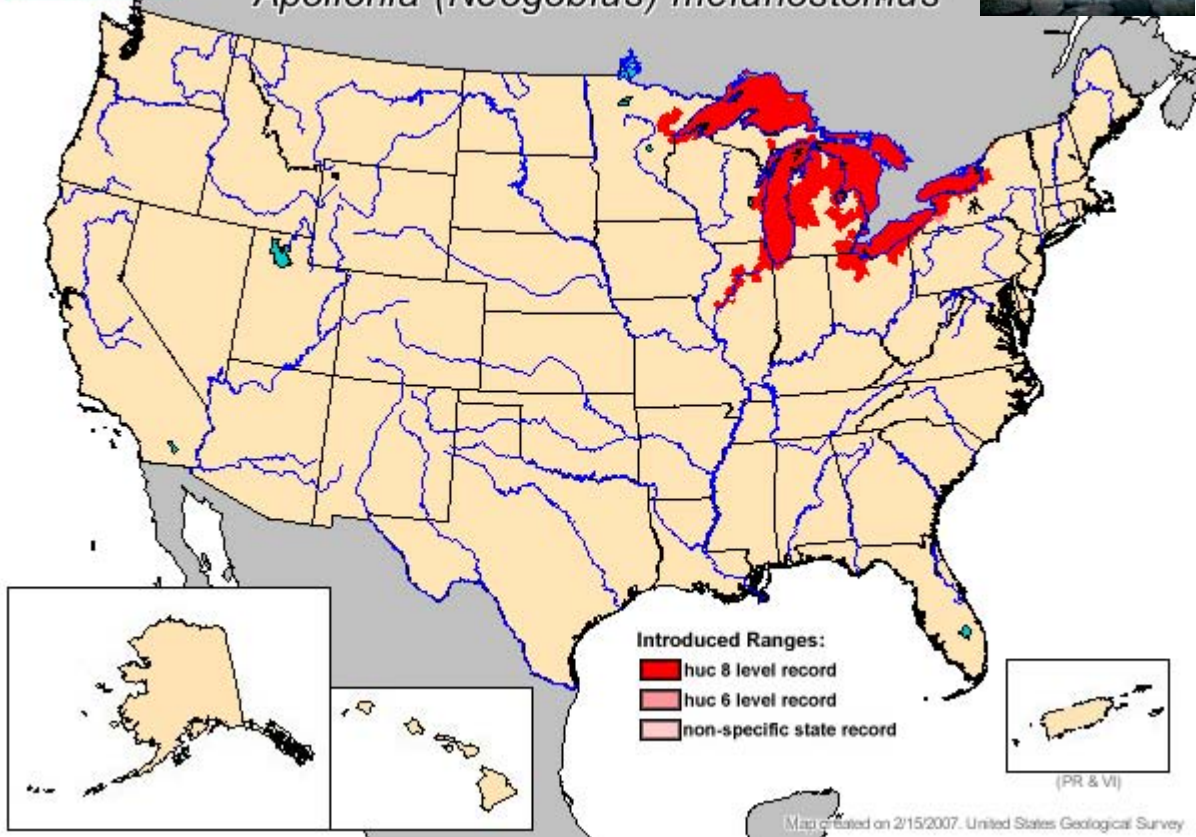 Apollonia (Neogobius) melanostomus
Introduced Ranges:
huc 8 level record
huc 6 level record
non-specific state record
(PR & VI)
Map created on 2/15/2007. United States Geological Survey